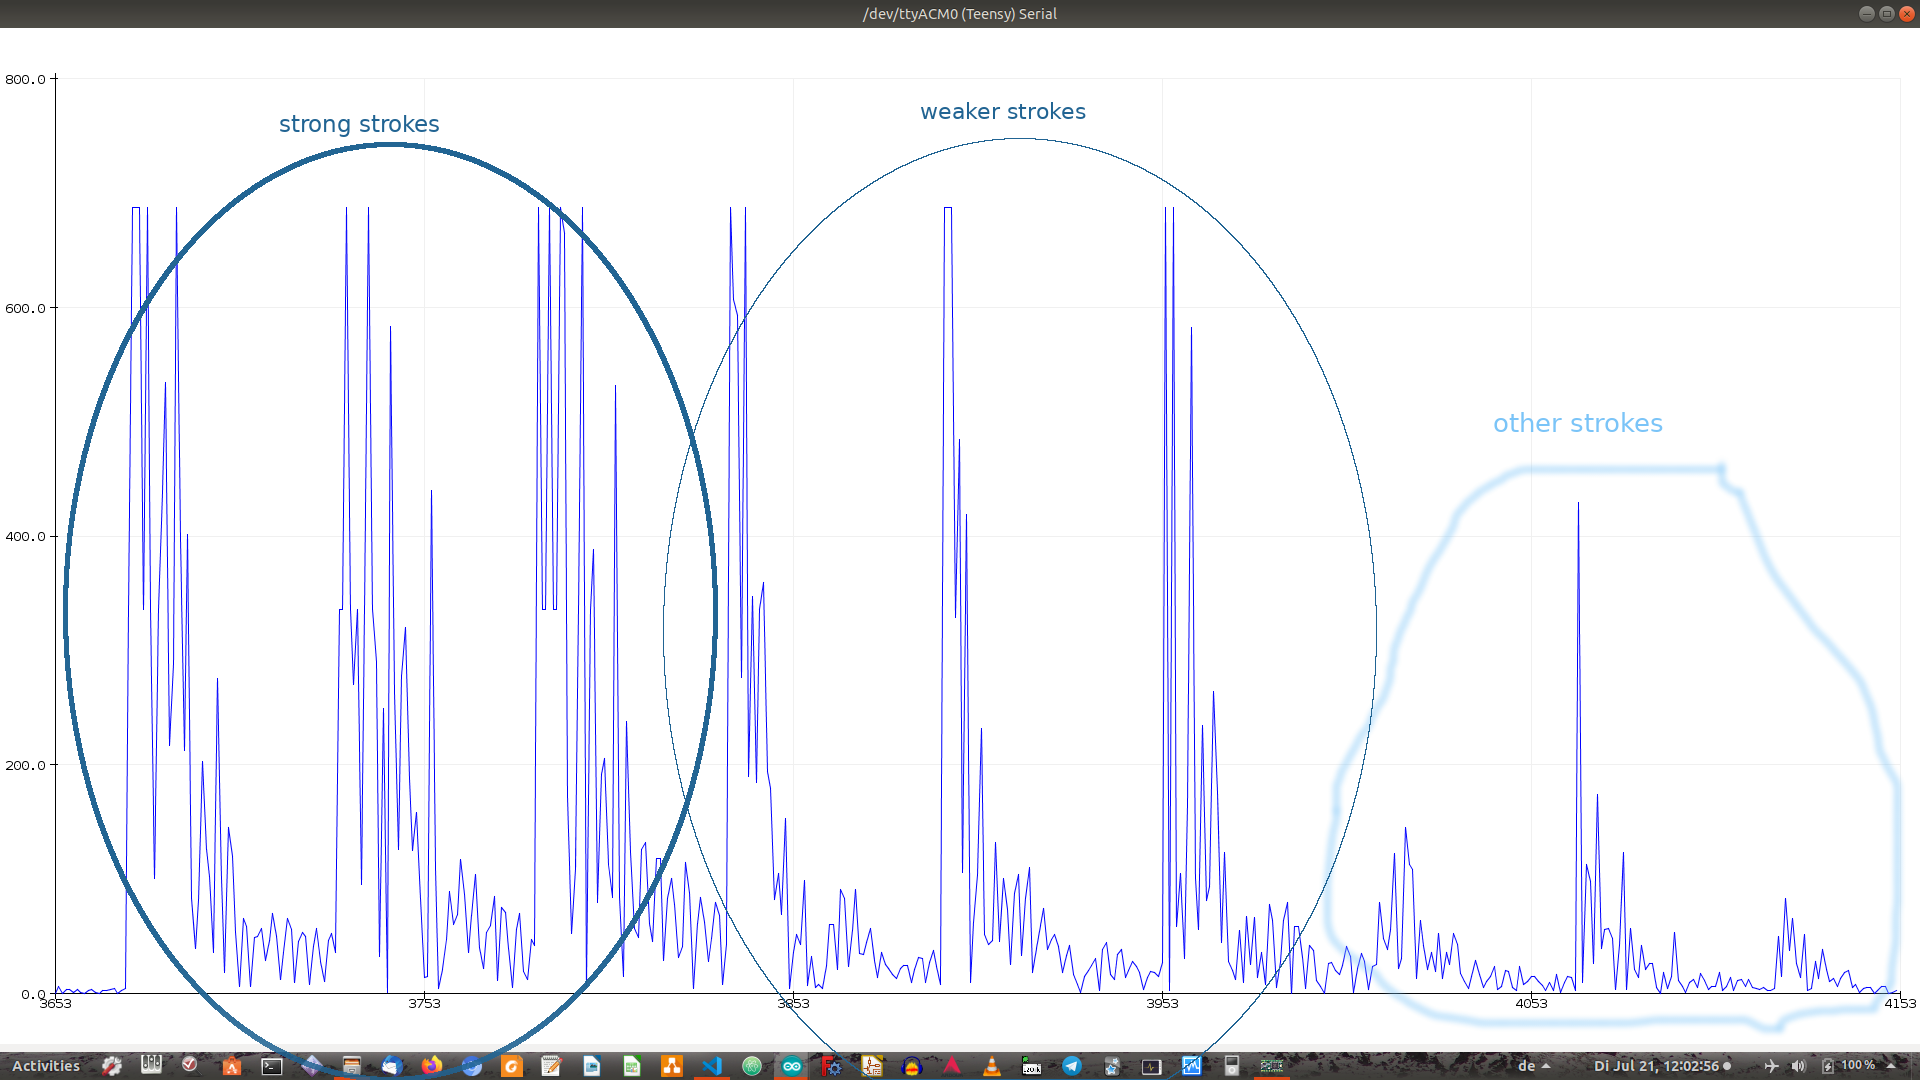 /dev/ttyACM0 (Teensy) Serial
800.0
strong strokes
weaker strokes
600.0
other strokes
400.0
200.0
0.0
3653
3753
3853
3953
4053
4153
Activities
de
Di Jul 21, 12:02:56
100 %